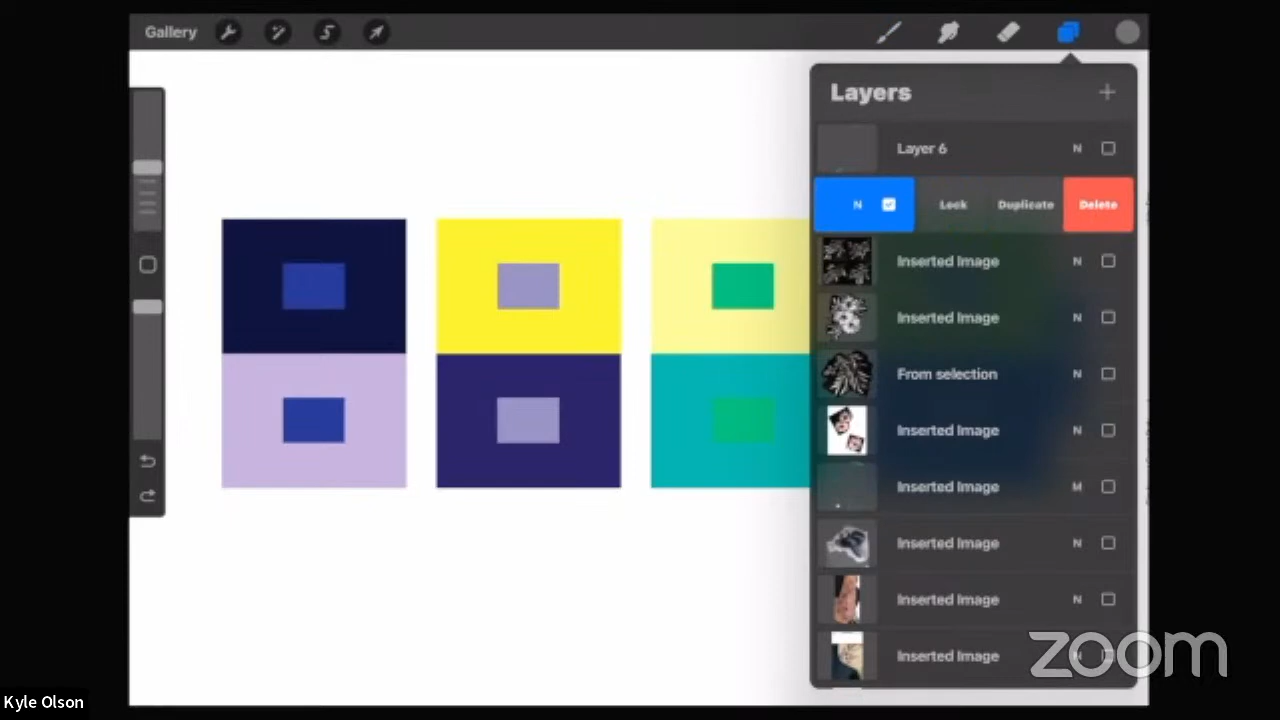 Gallery
Layers
Layer 6 N
N Lock Duplicate Delete
Inserted Image N
Inserted Image N
From selection N
Inserted Image N
Inserted Image M
Inserted Image N
Inserted Image N
Inserted Image N
zoom
Kyle Olson